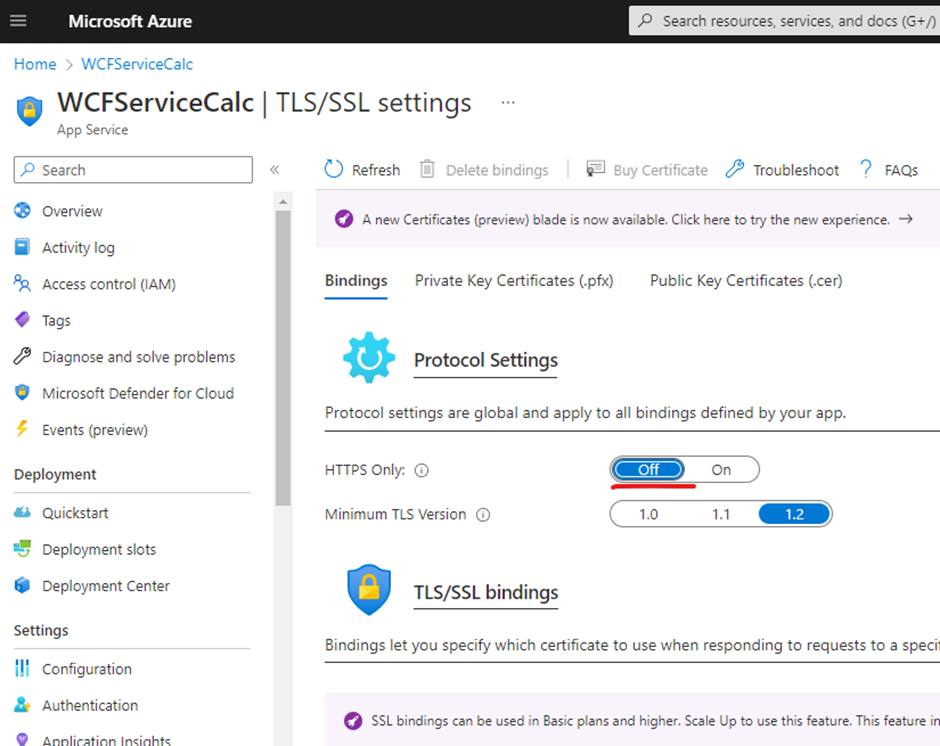 Microsoft Azure
Search resources, services, and docs (G+/)
Home > WCFServiceCalc
WCFServiceCalc | TLS/SSL settings ...
App Service
Search
«
Refresh Delete bindings Buy Certificate Troubleshoot FAQs
Overview
Activity log
Access control (IAM)
Tags
Diagnose and solve problems
Microsoft Defender for Cloud
Events (preview)
Deployment
Quickstart
Deployment slots
Deployment Center
Settings
Configuration
Authentication
Application Insights
A new Certificates (preview) blade is now available. Click here to try the new experience. →
Bindings Private Key Certificates (.pfx) Public Key Certificates (.cer)
Protocol Settings
Protocol settings are global and apply to all bindings defined by your app.
HTTPS Only: Off On
Minimum TLS Version 1.0 1.1 1.2
TLS/SSL bindings
Bindings let you specify which certificate to use when responding to requests to a specif
SSL bindings can be used in Basic plans and higher. Scale Up to use this feature. This feature in